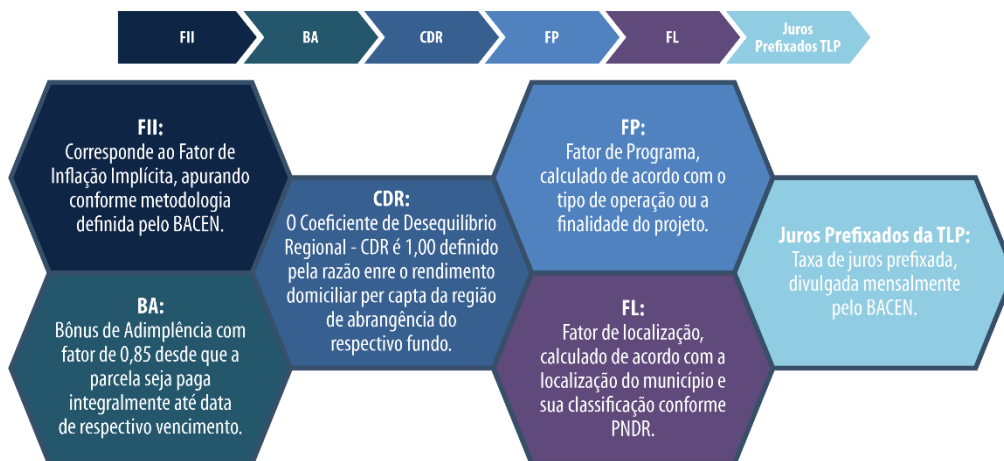 FII
BA
CDR
FP
FL
Juros
Prefixados TLP
FII:
Corresponde ao Fator de
Inflação Implícita, apurando
conforme metodologia
definida pelo BACEN.
BA:
Bônus de Adimplência com
fator de 0,85 desde que a
parcela seja paga
integralmente até data
de respectivo vencimento.
CDR:
O Coeficiente de Desequilíbrio
Regional - CDR é 1,00 definido
pela razão enre o rendimento
domiciliar per capta da região
de abrangência do
respectivo fundo.
FP:
Fator de Programa,
calculado de acordo com o
tipo de operação ou a
finalidade do projeto.
FL:
Fator de localização,
calculado de acordo com a
localização do município e
sua classificação conforme
PNDR.
Juros Prefixados da TLP:
Taxa de juros prefixada,
divulgada mensalmente
pelo BACEN.